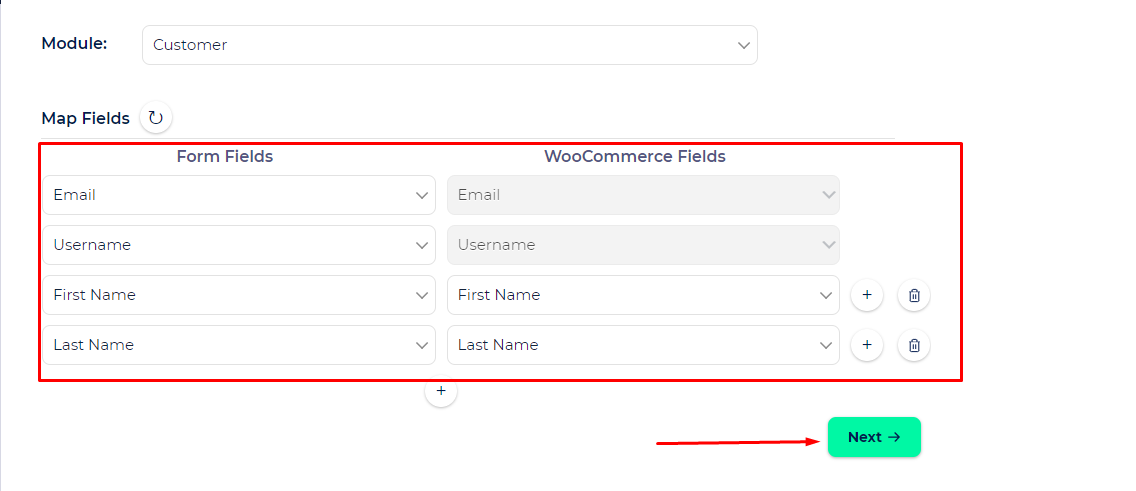 Module: Customer
Map Fields
Form Fields WooCommerce Fields
Email Email
Username Username
First Name First Name
Last Name Last Name
Next →